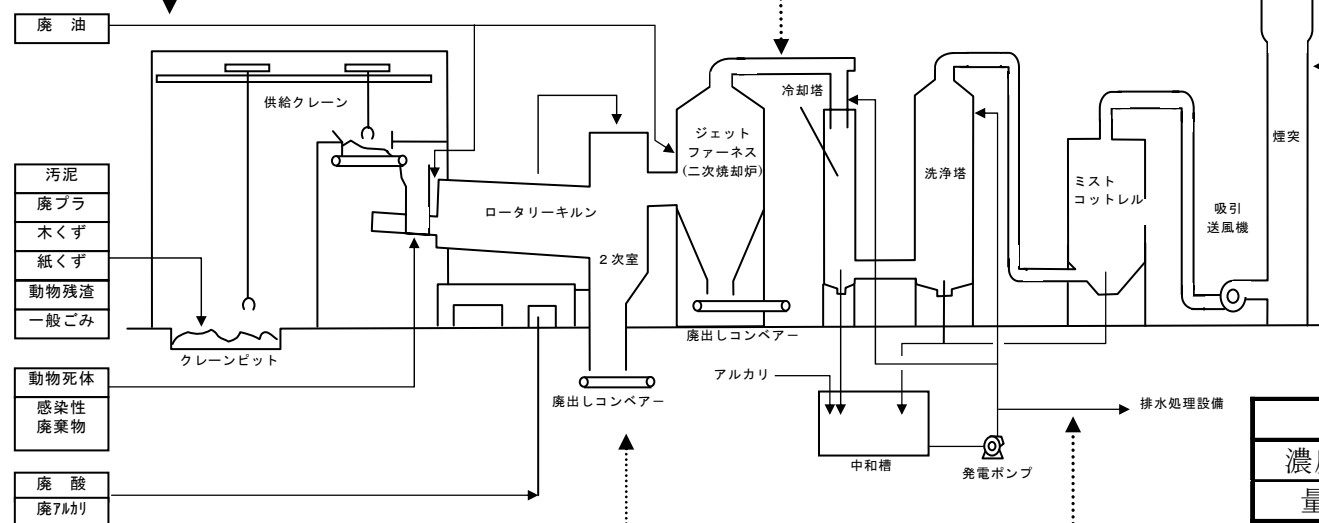 廃 油
供給クレーン
冷却塔
煙突
ジェット
ファーネス
(二次焼却炉)
洗浄塔
ミスト
コットレル
吸引
送風機
汚泥
廃プラ
木くず
紙くず
動物残渣
一般ごみ
ロータリーキルン
2次室
クレーンピット
廃出しコンベアー
アルカリ
動物死体
感染性
廃棄物
廃出しコンベアー
排水処理設備
中和槽
発電ポンプ
廃 酸
廃アルカリ
量